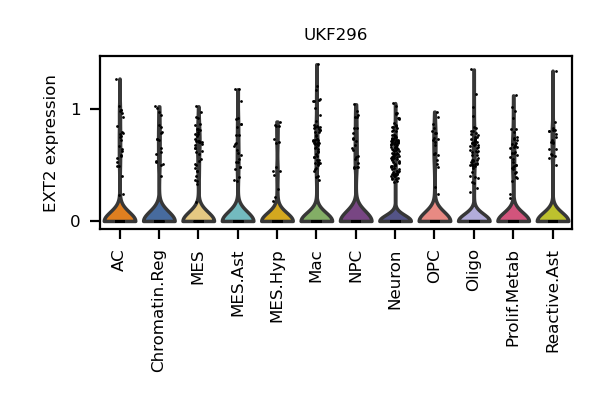 UKF296
EXT2 expression
1
0
AC
Chromatin.Reg
MES
MES.Ast
MES.Hyp
Mac
NPC
Neuron
OPC
Oligo
Prolif.Metab
Reactive.Ast